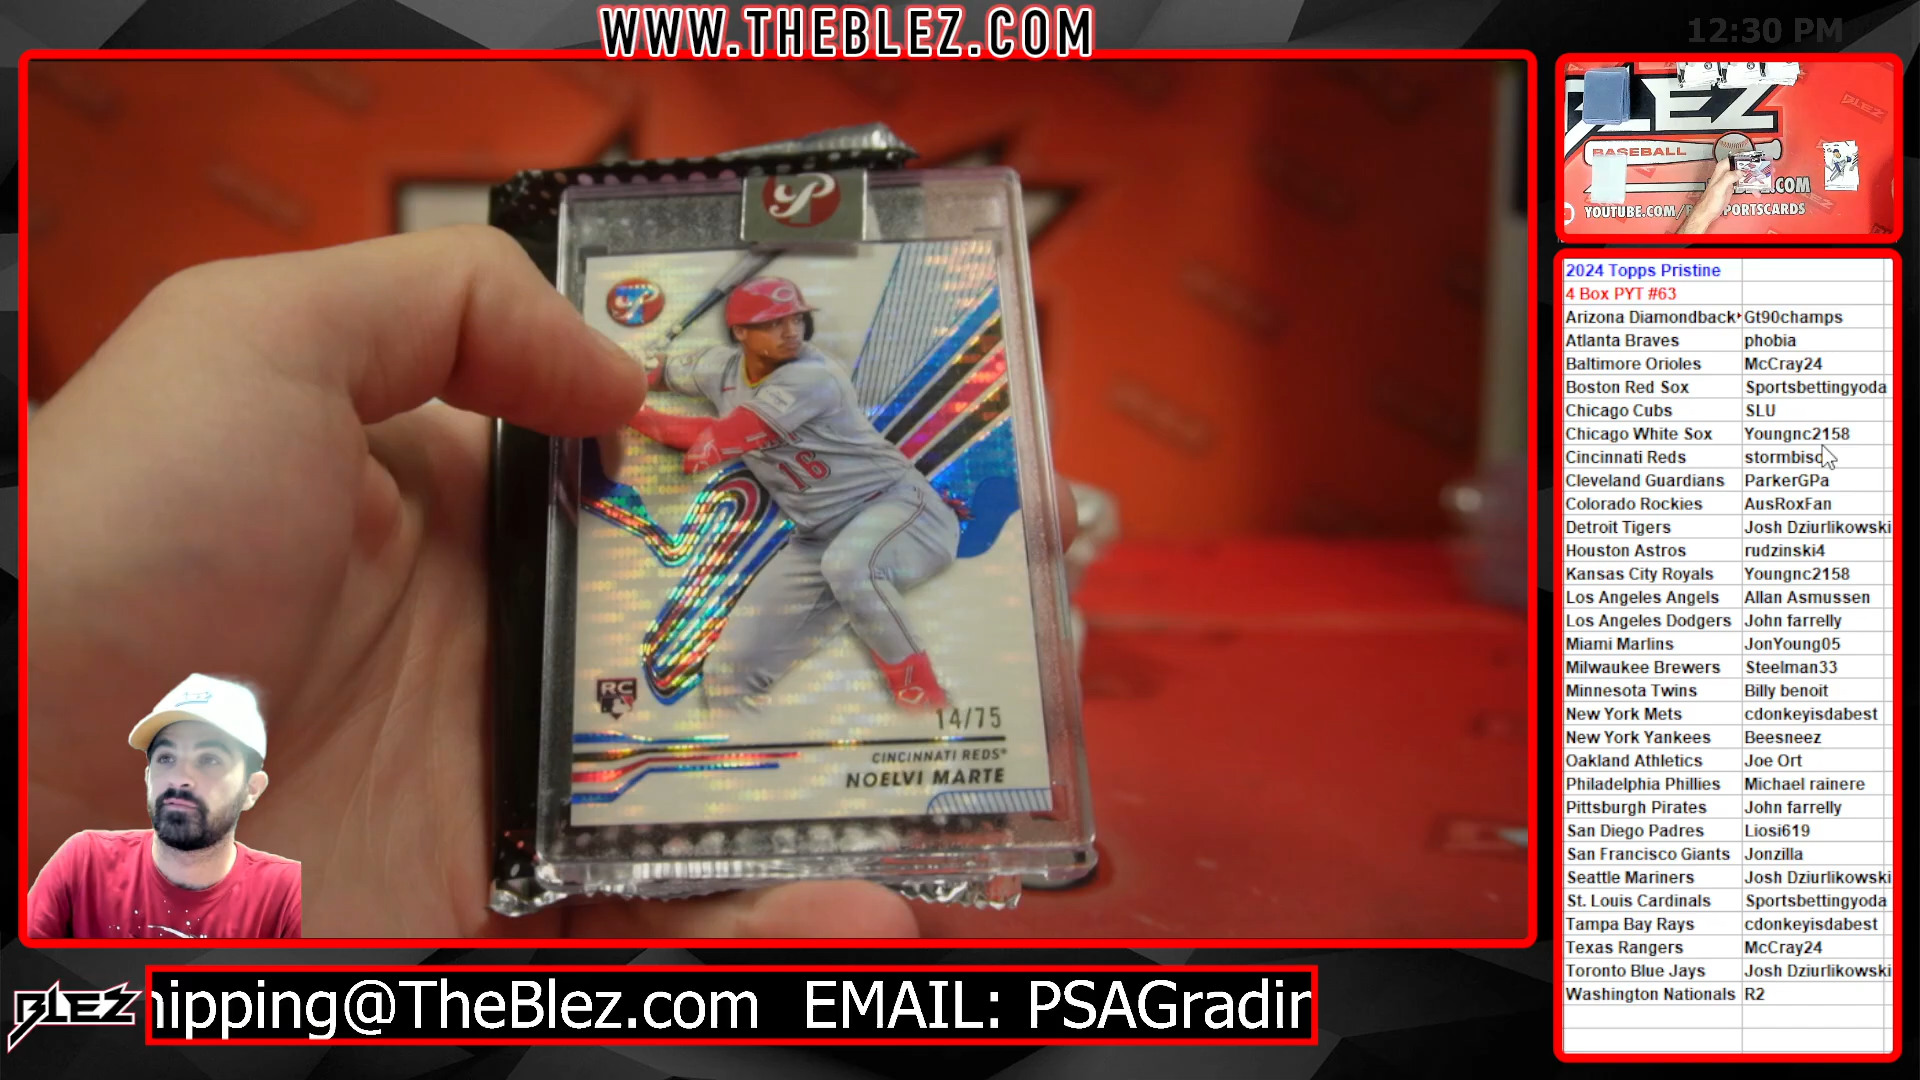 WWW.THEBLEZ.COM
12:30 PM
LEZ
BASEBALL
.COM
YOUTUBE.COM/
PORTSCARDS
P
RC
16
14/75
CINCINNATI REDS
NOELVI MARTE
2024 Topps Pristine
4 Box PYT #63
Arizona Diamondback Gt90champs
Atlanta Braves phobia
Baltimore Orioles McCray24
Boston Red Sox Sportsbettingyoda
Chicago Cubs SLU
Chicago White Sox Youngnc2158
Cincinnati Reds stormbisc
Cleveland Guardians ParkerGPa
Colorado Rockies AusRoxFan
Detroit Tigers Josh Dziurlikowski
Houston Astros rudzinski4
Kansas City Royals Youngnc2158
Los Angeles Angels Allan Asmussen
Los Angeles Dodgers John farrelly
Miami Marlins JonYoung05
Milwaukee Brewers Steelman33
Minnesota Twins Billy benoit
New York Mets cdonkeyisdabest
New York Yankees Beesneez
Oakland Athletics Joe Ort
Philadelphia Phillies Michael rainere
Pittsburgh Pirates John farrelly
San Diego Padres Liosi619
San Francisco Giants Jonzilla
Seattle Mariners Josh Dziurlikowski
St. Louis Cardinals Sportsbettingyoda
Tampa Bay Rays cdonkeyisdabest
Texas Rangers McCray24
Toronto Blue Jays Josh Dziurlikowski
Washington Nationals R2
BLEZ
hipping@TheBlez.com EMAIL: PSAGradin